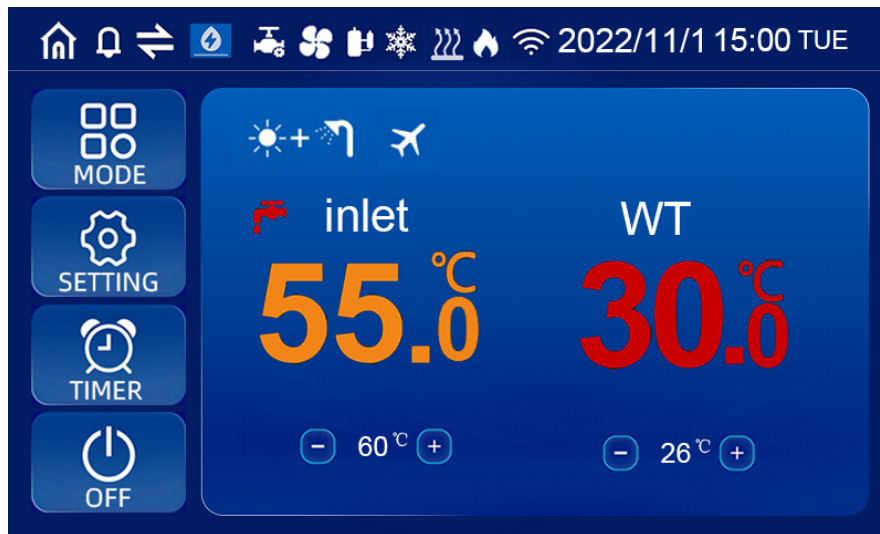 2022/11/1 15:00 TUE
MODE
SETTING
TIMER
OFF
inlet
WT
55.0℃
30.0℃
- 60℃ +
- 26℃ +